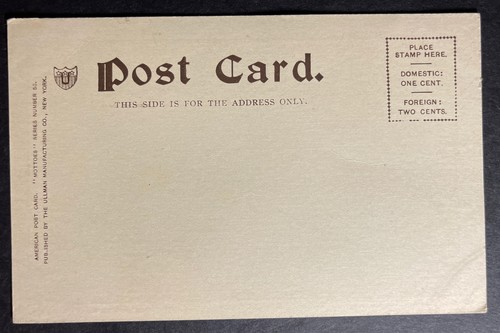 Post Card.
THIS SIDE IS FOR THE ADDRESS ONLY.
PLACE
STAMP HERE.
DOMESTIC:
ONE CENT.
FOREIGN:
TWO CENTS.
U
AMERICAN POST CARD. "MOTTOES" SERIES NUMBER 51.
PUBLISHED BY THE ULLMAN MANUFACTURING CO., NEW YORK.